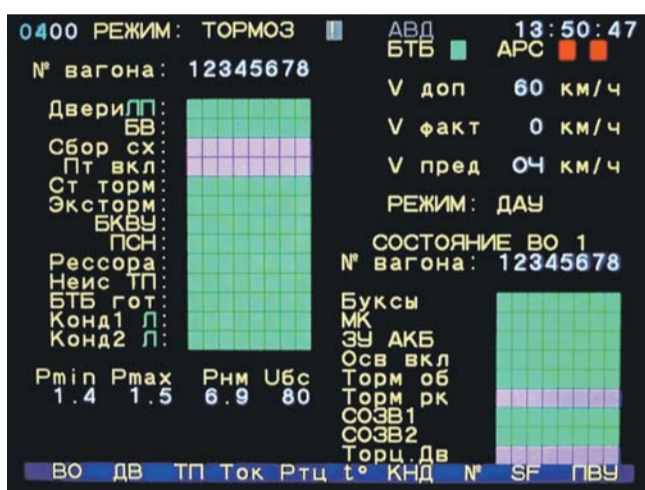 0400 РЕЖИМ: ТОРМОЗ ! АВД 13:50:47
БТБ АРС
№ вагона: 12345678
V доп 60 км/ч
Двери ЛП:
БВ:
V факт 0 км/ч
Сбор сх:
Пт вкл:
V пред ОЧ км/ч
Ст торм:
Эксторм:
РЕЖИМ: ДАУ
БКВУ:
ПСН:
СОСТОЯНИЕ ВО 1
Рессора:
№ вагона: 12345678
Неис ТП:
БТБ гот:
Конд1 Л:
Конд2 Л:
Буксы
МК
ЗУ АКБ
Осв вкл
Торм об
Торм рк
СОЗВ1
СОЗВ2
Торц.Дв
Pmin Pmax Рнм Uбс
1.4 1.5 6.9 80
ВО ДВ ТП Ток Ртц t° КНД № SF ПВУ